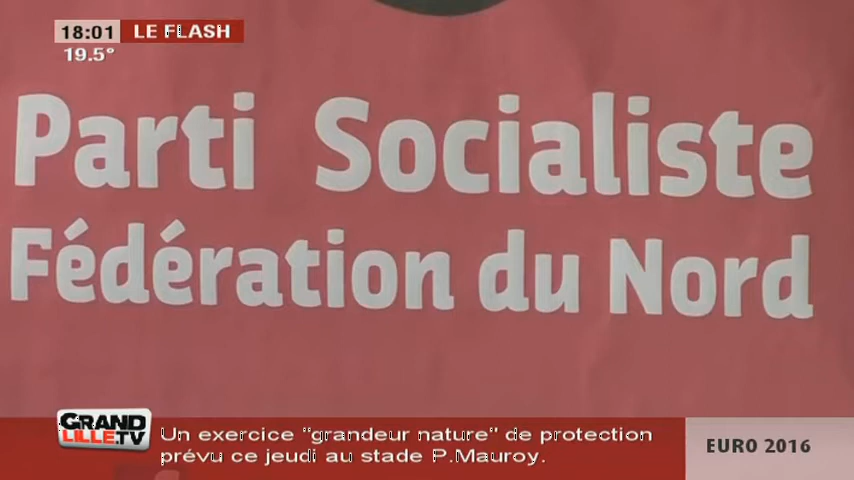 18:01 LE FLASH
19.5°
Parti Socialiste
Fédération du Nord
GRAND
LILLE TV
Un exercice "grandeur nature" de protection
prévu ce jeudi au stade P.Mauroy.
EURO 2016